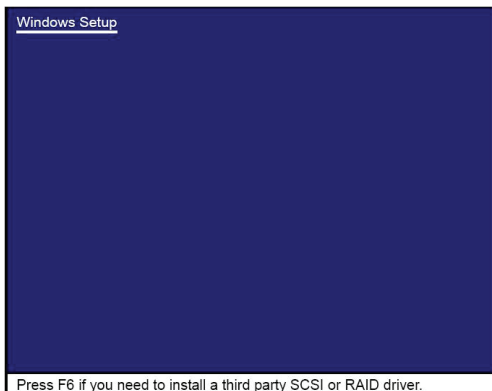 Windows Setup
Press F6 if you need to install a third party SCSI or RAID driver.